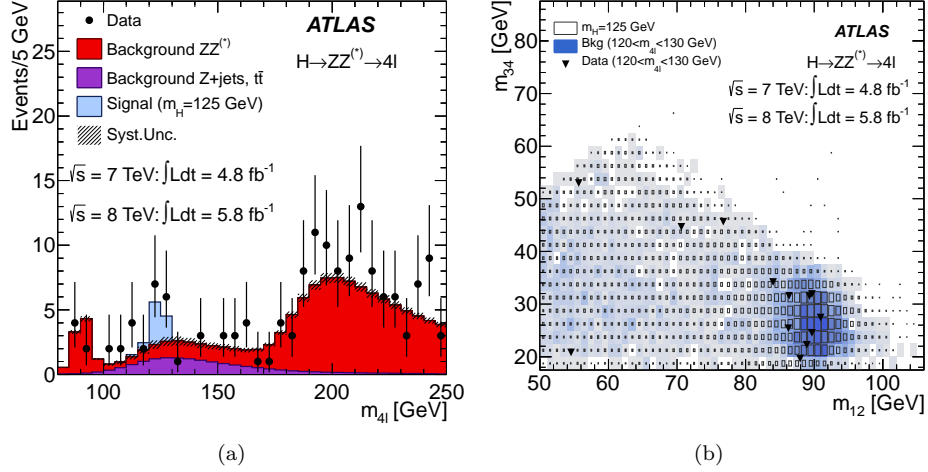 Events/5 GeV
25
20
15
10
5
0
100
150
200
250
m4l [GeV]
Data
Background ZZ(*)
Background Z+jets, tt̄
Signal (mH=125 GeV)
Syst.Unc.
√s = 7 TeV:∫Ldt = 4.8 fb-1
√s = 8 TeV:∫Ldt = 5.8 fb-1
ATLAS
H→ZZ(*)→4l
(a)
m34 [GeV]
80
70
60
50
40
30
20
50
60
70
80
90
100
m12 [GeV]
mH=125 GeV
Bkg (120<m4l<130 GeV)
Data (120<m4l<130 GeV)
ATLAS
H→ZZ(*)→4l
√s = 7 TeV:∫Ldt = 4.8 fb-1
√s = 8 TeV:∫Ldt = 5.8 fb-1
(b)